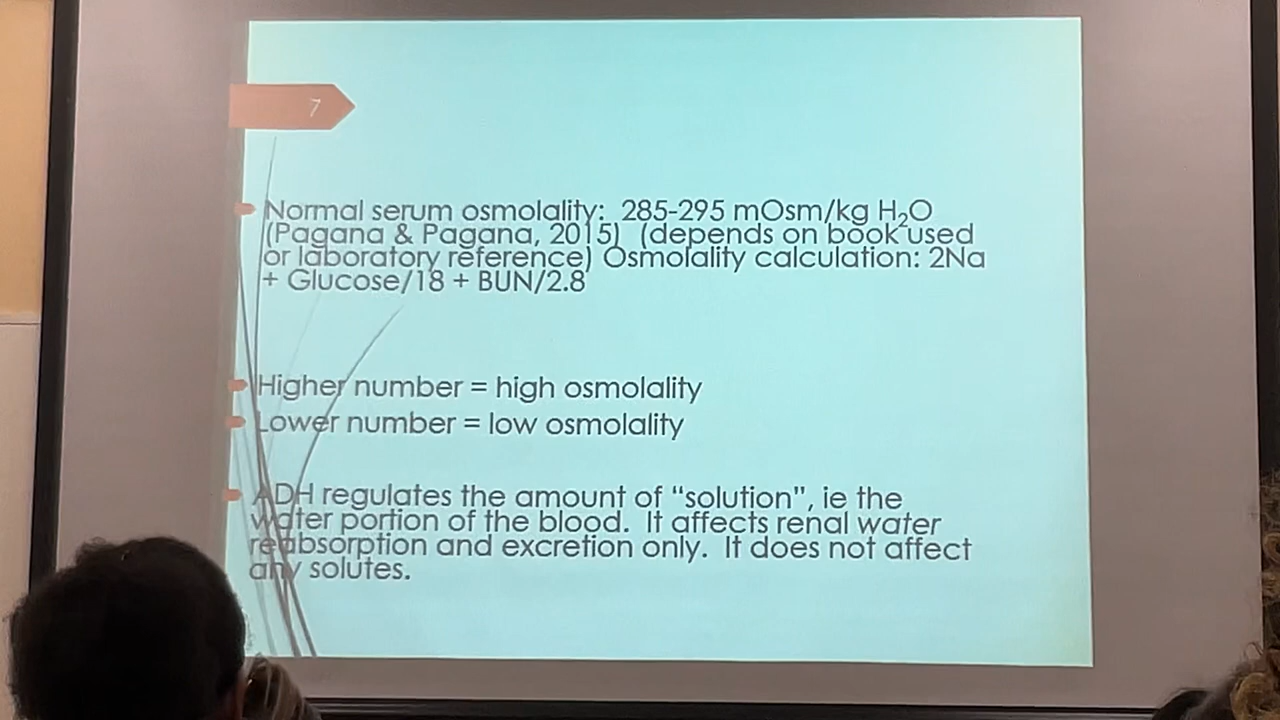 7
Normal serum osmolality: 285-295 mOsm/kg H₂O
(Pagana & Pagana, 2015) (depends on book used
or laboratory reference) Osmolality calculation: 2Na
+ Glucose/18 + BUN/2.8
Higher number = high osmolality
Lower number = low osmolality
ADH regulates the amount of “solution”, ie the
water portion of the blood. It affects renal water
reabsorption and excretion only. It does not affect
any solutes.